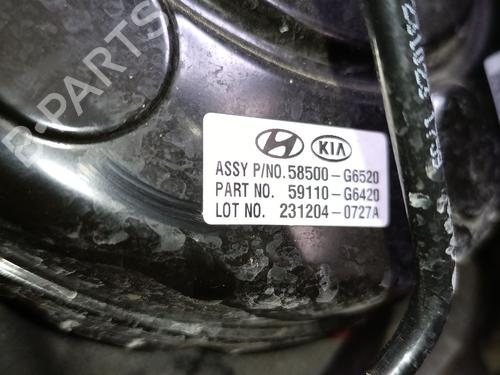 B-PARTS
KIA
ASSY P/NO. 58500-G6520
PART NO. 59110-G6420
LOT NO. 231204-0727A